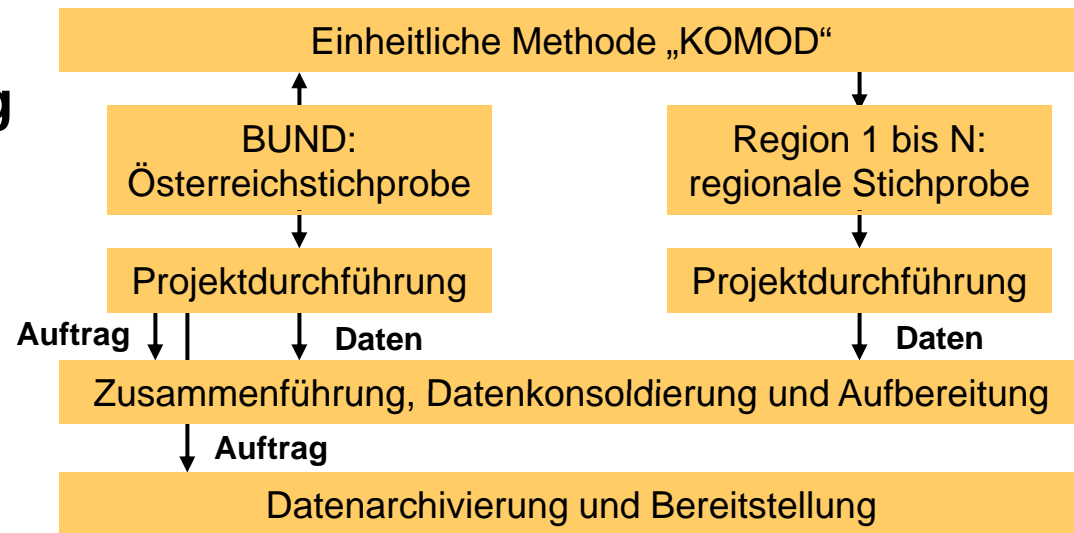 Einheitliche Methode „KOMOD“
g
BUND:
Österreichstichprobe
Region 1 bis N:
regionale Stichprobe
Projektdurchführung
Projektdurchführung
Auftrag
Daten
Daten
Zusammenführung, Datenkonsoldierung und Aufbereitung
Auftrag
Datenarchivierung und Bereitstellung